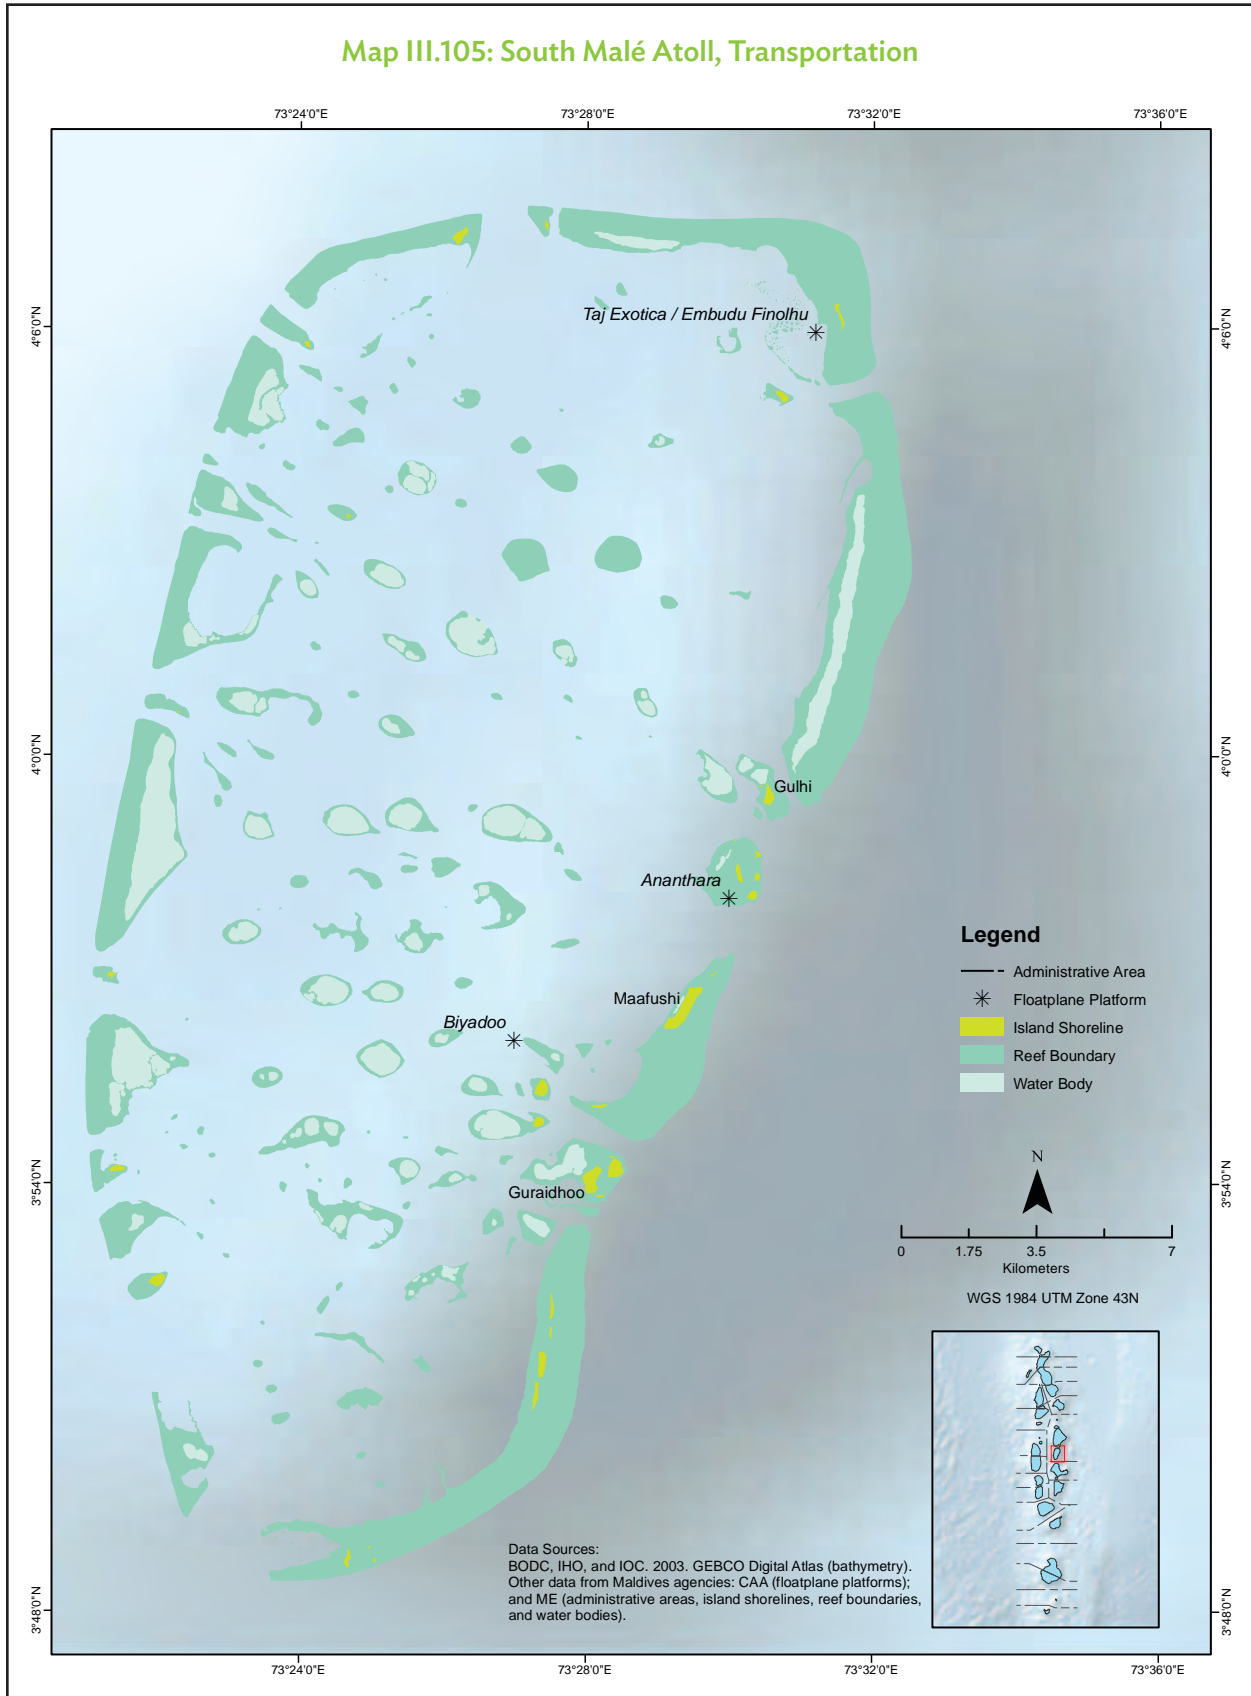 Map III.105: South Malé Atoll, Transportation
73°24'0"E
73°28'0"E
73°32'0"E
73°36'0"E
4°6'0"N
4°6'0"N
Taj Exotica / Embudu Finolhu
4°0'0"N
4°0'0"N
Gulhi
Ananthara
Maafushi
Biyadoo
Guraidhoo
3°54'0"N
3°54'0"N
Legend
Administrative Area
Floatplane Platform
Island Shoreline
Reef Boundary
Water Body
N
0
1.75
3.5
7
Kilometers
WGS 1984 UTM Zone 43N
Data Sources:
BODC, IHO, and IOC. 2003. GEBCO Digital Atlas (bathymetry).
Other data from Maldives agencies: CAA (floatplane platforms);
and ME (administrative areas, island shorelines, reef boundaries,
and water bodies).
3°48'0"N
3°48'0"N
73°24'0"E
73°28'0"E
73°32'0"E
73°36'0"E